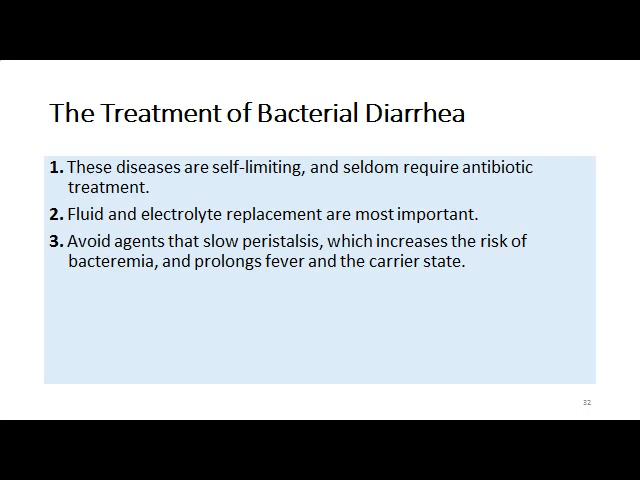 The Treatment of Bacterial Diarrhea
1. These diseases are self-limiting, and seldom require antibiotic
treatment.
2. Fluid and electrolyte replacement are most important.
3. Avoid agents that slow peristalsis, which increases the risk of
bacteremia, and prolongs fever and the carrier state.
32